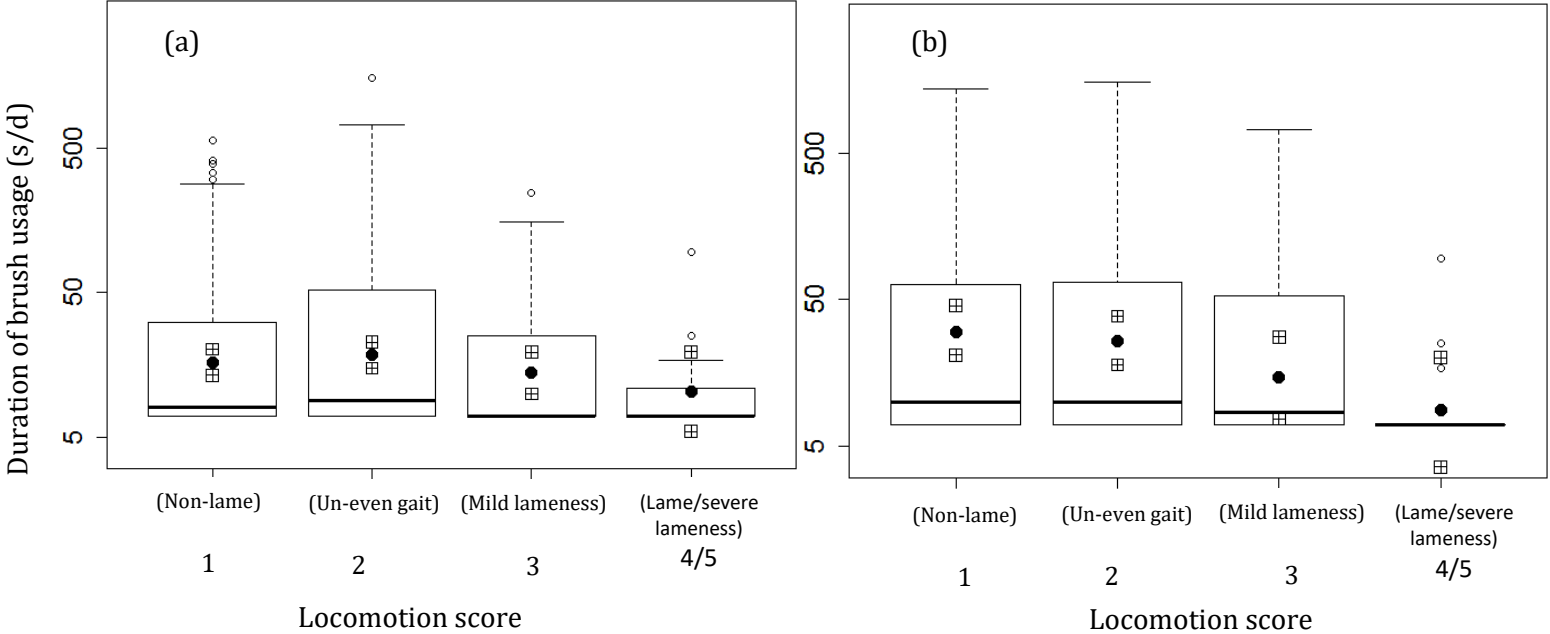 Duration of brush usage (s/d)
(a)
500
50
5
(Non-lame)
(Un-even gait)
(Mild lameness)
(Lame/severe
lameness)
1
2
3
4/5
Locomotion score
(b)
500
50
5
(Non-lame)
(Un-even gait)
(Mild lameness)
(Lame/severe
lameness)
1
2
3
4/5
Locomotion score